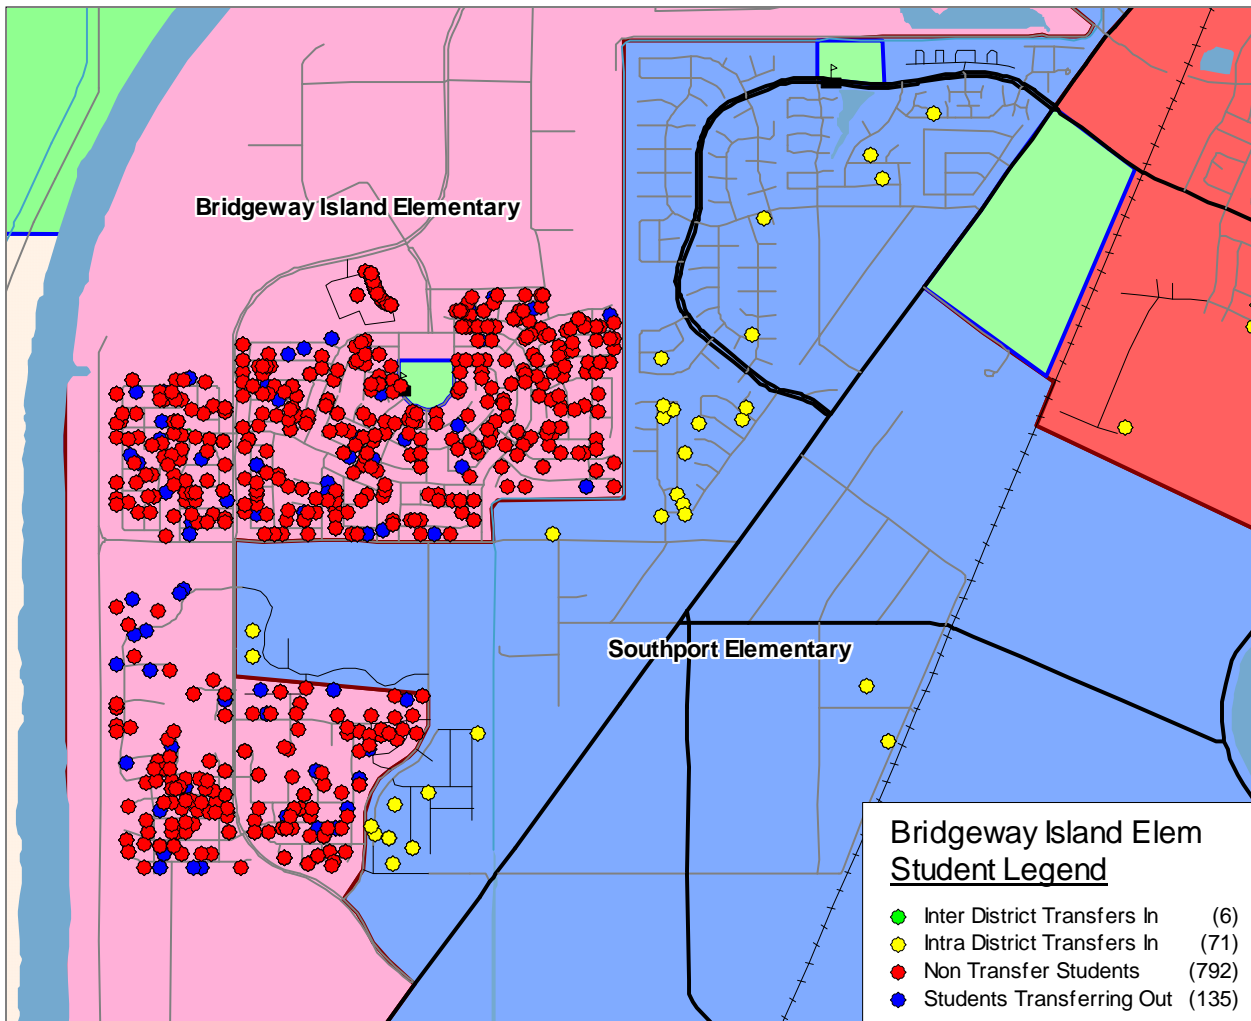 Bridgeway Island Elementary
Southport Elementary
Bridgeway Island Elem
Student Legend
Inter District Transfers In (6)
Intra District Transfers In (71)
Non Transfer Students (792)
Students Transferring Out (135)